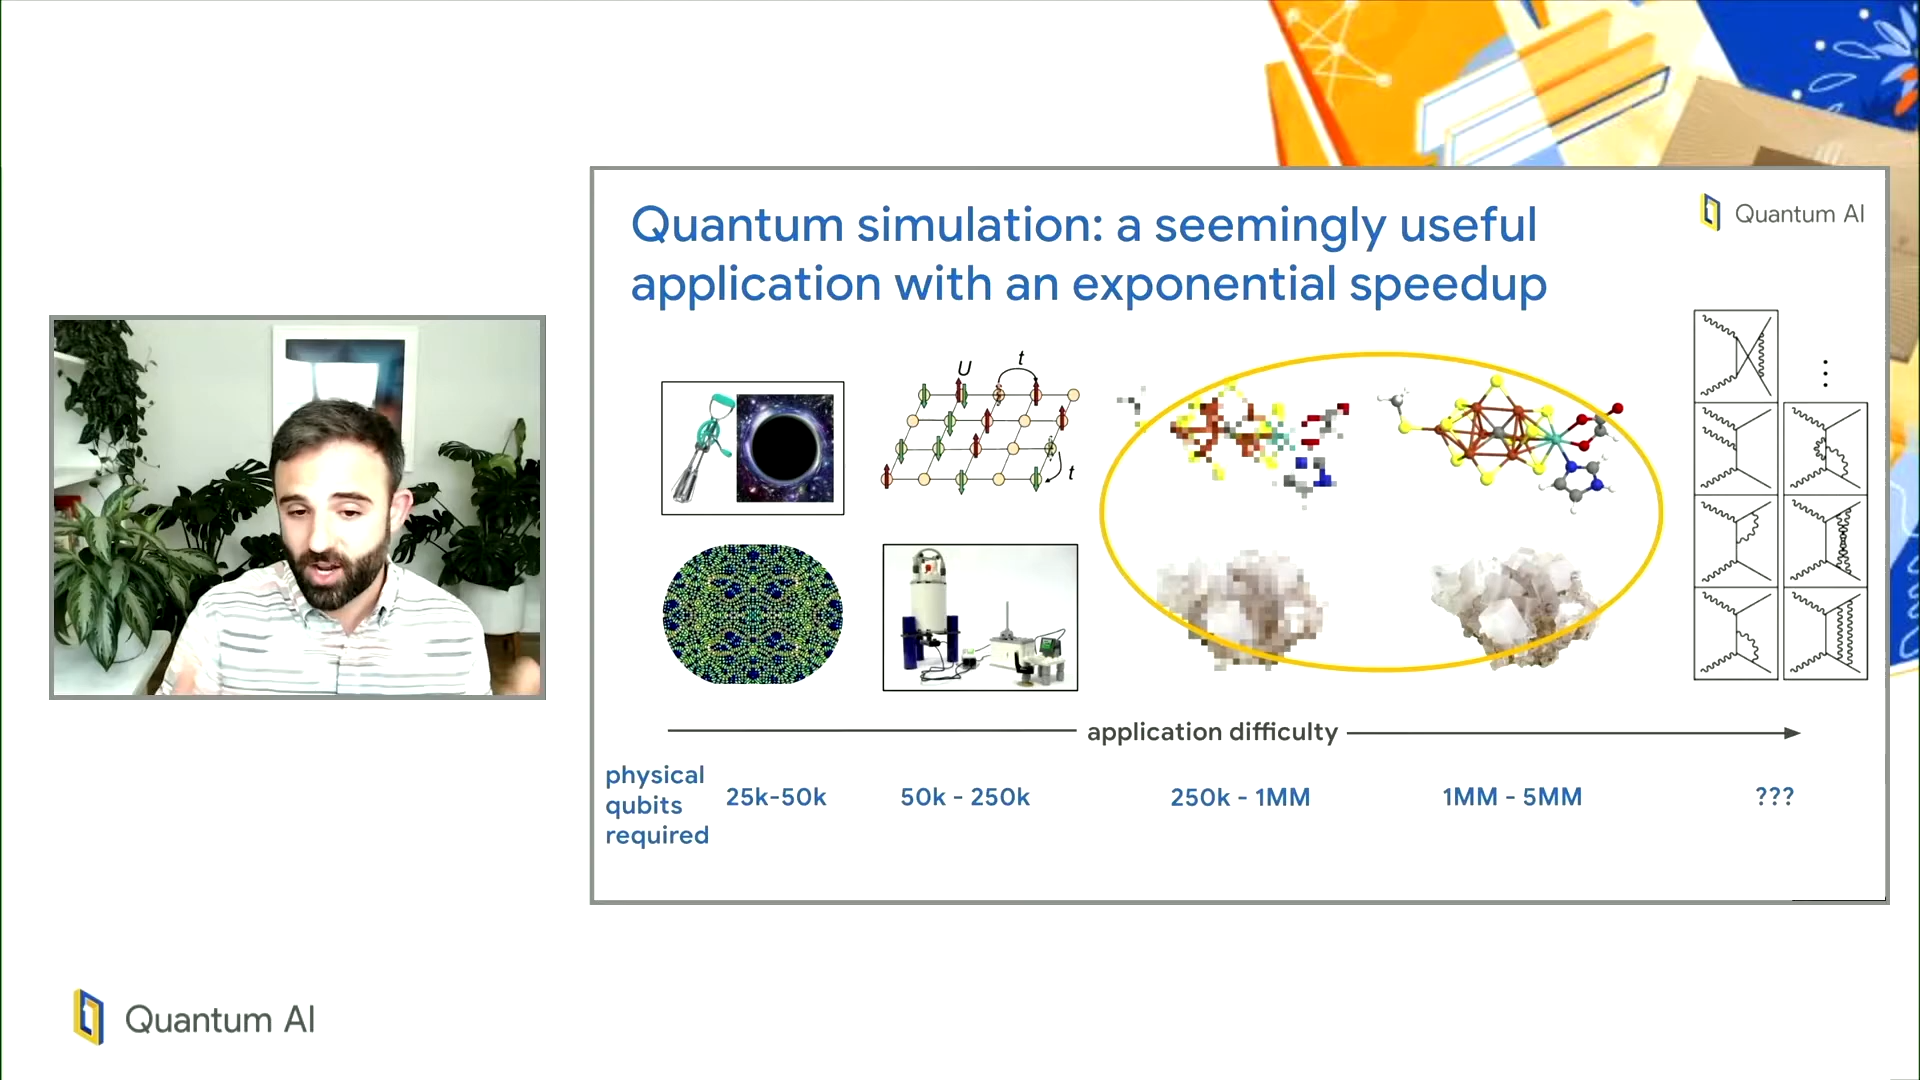 Quantum simulation: a seemingly useful
application with an exponential speedup
Quantum AI
U
t
t
application difficulty
physical
qubits
required
25k-50k
50k - 250k
250k - 1MM
1MM - 5MM
???
Quantum AI